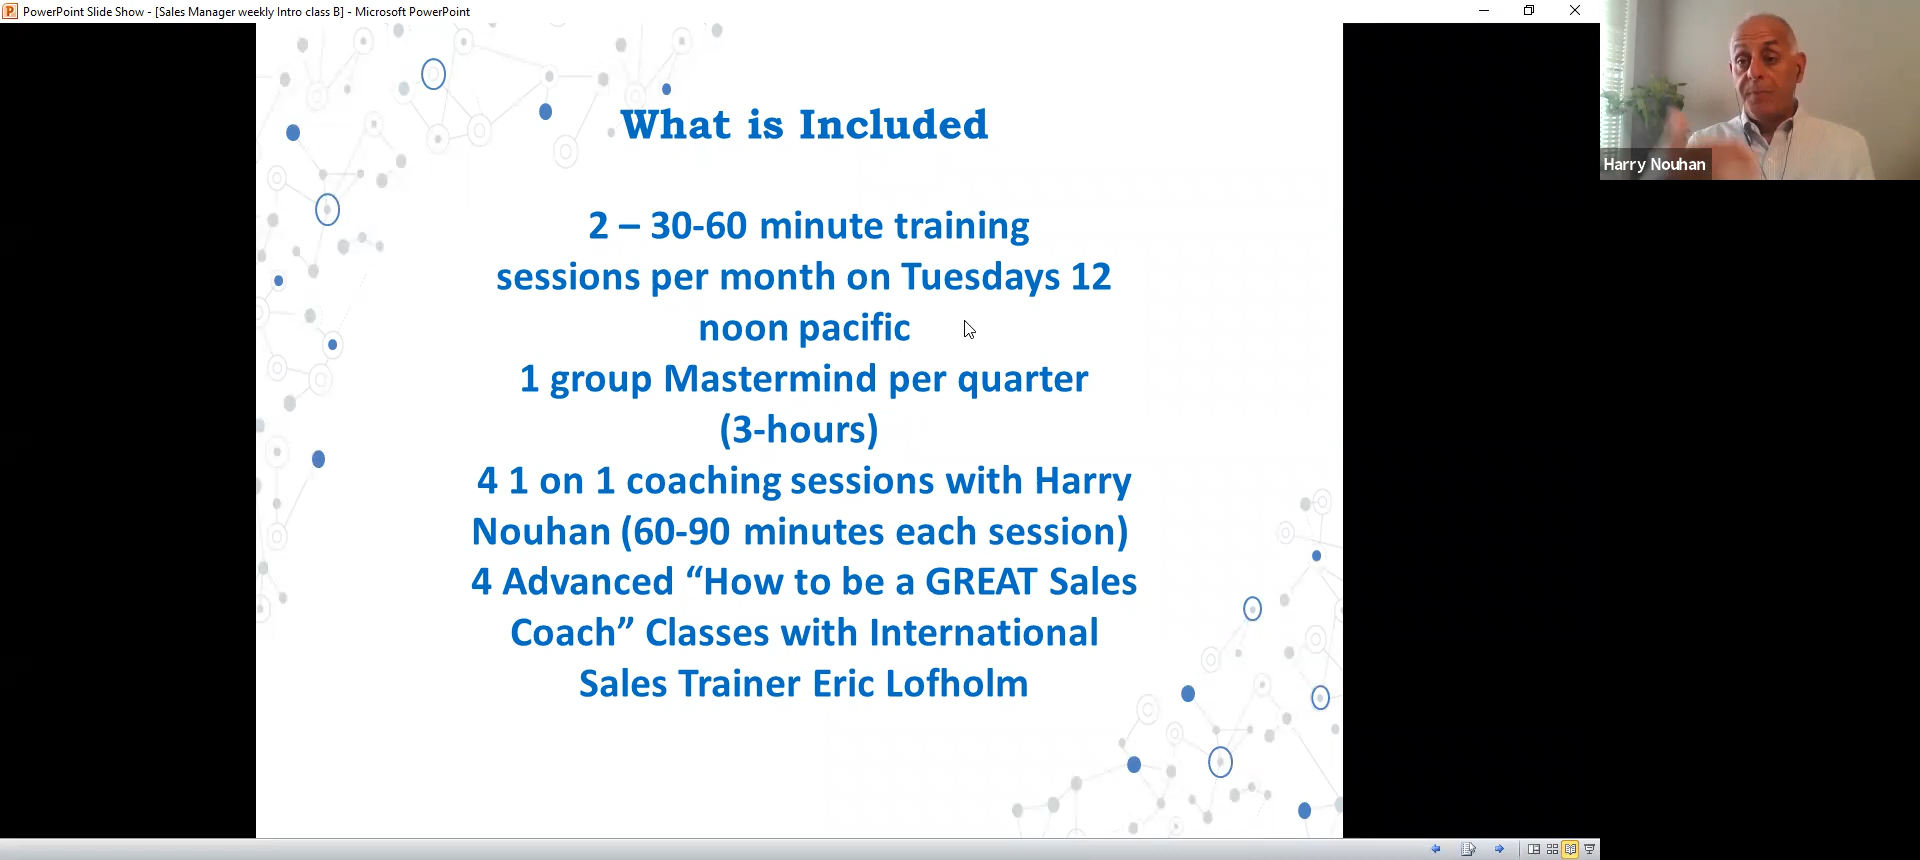 PowerPoint Slide Show - [Sales Manager weekly Intro class B] - Microsoft PowerPoint
What is Included
2 – 30-60 minute training
sessions per month on Tuesdays 12
noon pacific
1 group Mastermind per quarter
(3-hours)
4 1 on 1 coaching sessions with Harry
Nouhan (60-90 minutes each session)
4 Advanced “How to be a GREAT Sales
Coach” Classes with International
Sales Trainer Eric Lofholm
Harry Nouhan